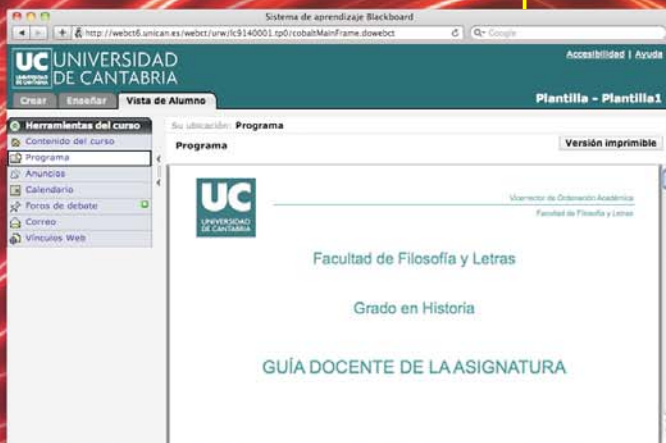 Sistema de aprendizaje Blackboard
http://webct6.unican.es/webct/urw/lc9140001.tp0/cobaltMainFrame.dowebct
Google
UC UNIVERSIDAD
DE CANTABRIA
Accesibilidad | Ayuda
Crear Enseñar Vista de Alumno
Plantilla - Plantilla1
Herramientas del curso
Contenido del curso
Programa
Anuncios
Calendario
Foros de debate
Correo
Vínculos Web
Su ubicación: Programa
Programa
Versión imprimible
UC
UNIVERSIDAD
DE CANTABRIA
Vicerrector de Ordenación Académica
Facultad de Filosofía y Letras
Facultad de Filosofía y Letras
Grado en Historia
GUÍA DOCENTE DE LA ASIGNATURA